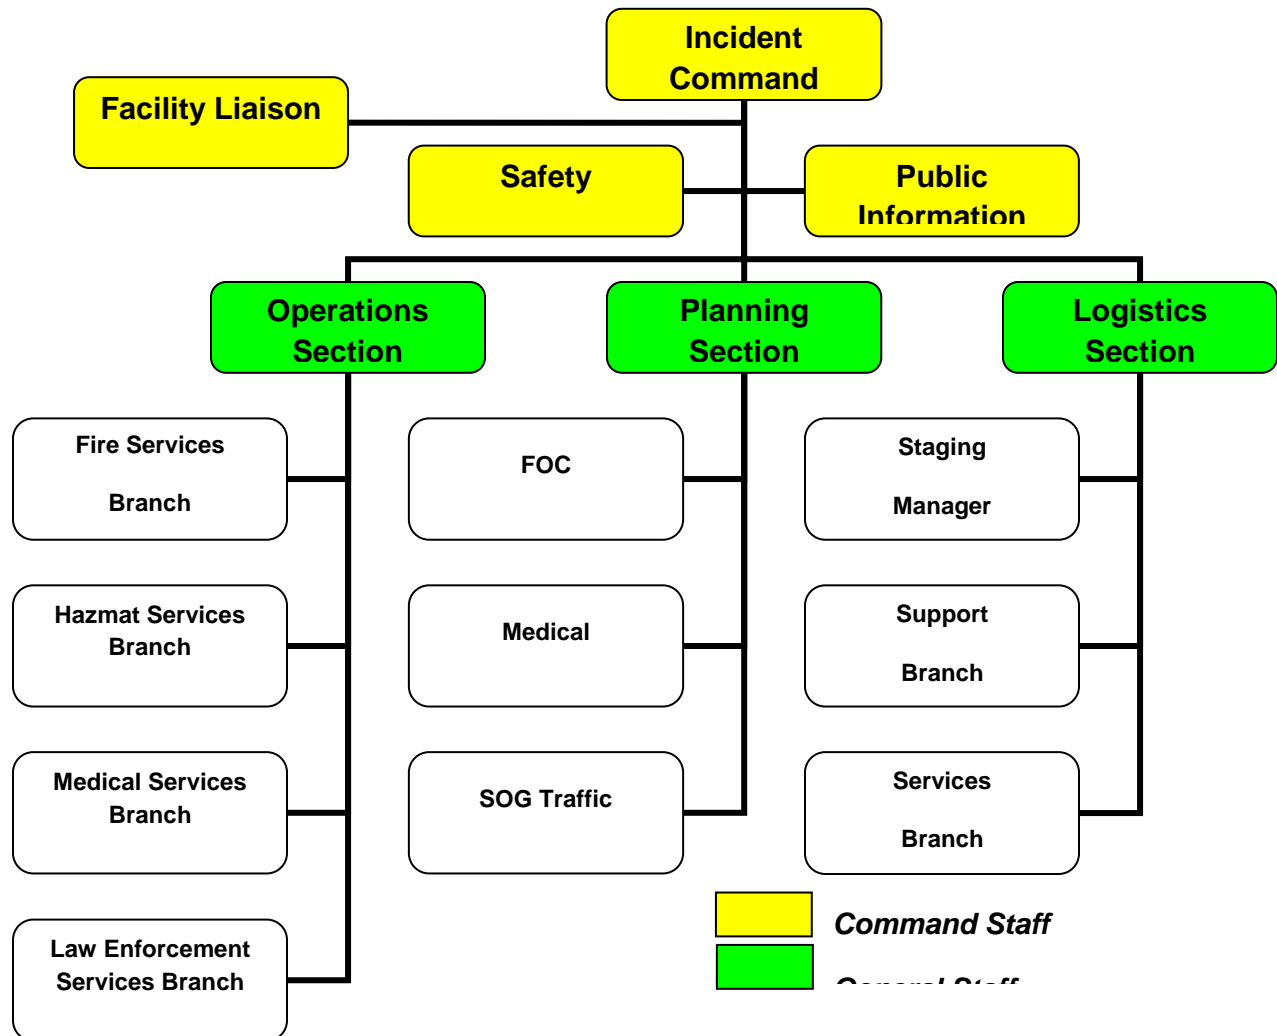 Incident
Command
Facility Liaison
Safety
Public
Information
Operations
Section
Planning
Section
Logistics
Section
Fire Services
Branch
FOC
Staging
Manager
Hazmat Services
Branch
Medical
Support
Branch
Medical Services
Branch
SOG Traffic
Services
Branch
Law Enforcement
Services Branch
Command Staff
General Staff